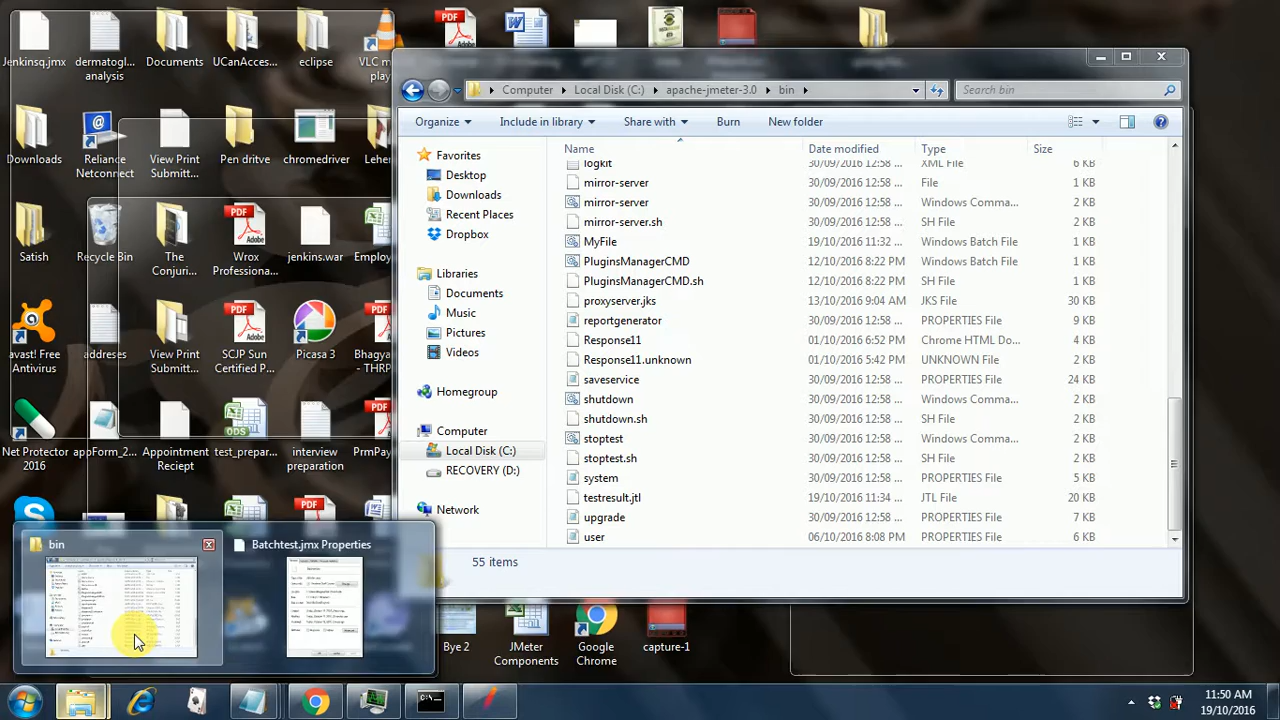 Jenkinsq.jmx
dermatogl... analysis
Documents
UCanAcces...
eclipse
VLC m
play
Downloads
Reliance Netconnect
View Print Submitt...
Pen dritve
chromedriver
Leher
Satish
Recycle Bin
The Conjuri...
Wrox Professiona...
jenkins.war
Employ
Avast! Free Antivirus
addreses
View Print Submitt...
SCJP Sun Certified P...
Picasa 3
Bhagya - THRP
Net Protector 2016
appForm_2...
Appointment Reciept
test_prepar...
interview preparation
PrmPay
PDF
Computer
Local Disk (C:)
apache-jmeter-3.0
bin
Search bin
Organize
Include in library
Share with
Burn
New folder
Favorites
Desktop
Downloads
Recent Places
Dropbox
Libraries
Documents
Music
Pictures
Videos
Homegroup
Computer
Local Disk (C:)
RECOVERY (D:)
Network
Name Date modified Type Size
logkit 30/09/2016 12:58 ... XML File 6 KB
mirror-server 30/09/2016 12:58 ... File 1 KB
mirror-server 30/09/2016 12:58 ... Windows Comma... 2 KB
mirror-server.sh 30/09/2016 12:58 ... SH File 2 KB
MyFile 19/10/2016 11:32 ... Windows Batch File 1 KB
PluginsManagerCMD 12/10/2016 8:22 PM Windows Batch File 1 KB
PluginsManagerCMD.sh 12/10/2016 8:22 PM SH File 1 KB
proxyserver.jks 13/10/2016 9:04 AM JKS File
reportgenerator 30/09/2016 12:58 ... PROPERTIES File 9 KB
Response11 01/10/2016 6:52 PM Chrome HTML Do... 1 KB
Response11.unknown 01/10/2016 5:42 PM UNKNOWN File 1 KB
saveservice 30/09/2016 12:58 ... PROPERTIES File 24 KB
shutdown 30/09/2016 12:58 ... Windows Comma... 2 KB
shutdown.sh 30/09/2016 12:58 ... SH File 2 KB
stoptest 30/09/2016 12:58 ... Windows Comma... 2 KB
stoptest.sh 30/09/2016 12:58 ... SH File 2 KB
system 30/09/2016 12:58 ... PROPERTIES File 5 KB
testresult.jtl 19/10/2016 11:34 ... JTL File 20 KB
upgrade 30/09/2016 12:58 ... PROPERTIES File 7 KB
user 06/10/2016 8:08 PM PROPERTIES File 5 KB
55 items
bin
Batchtest.jmx Properties
Bye 2
JMeter Components
Google Chrome
capture-1
11:50 AM
19/10/2016